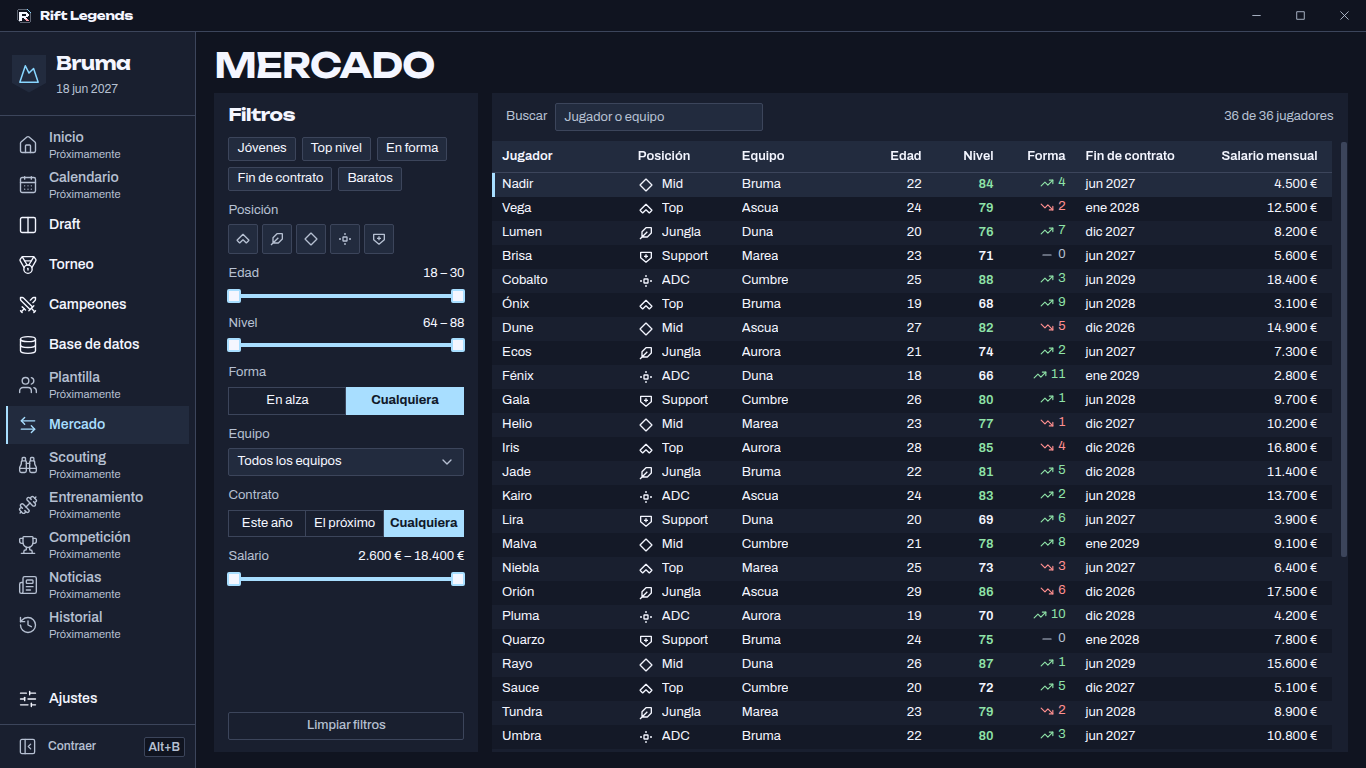 Rift Legends
Bruma
18 jun 2027
Inicio
Próximamente
Calendario
Próximamente
Draft
Torneo
Campeones
Base de datos
Plantilla
Próximamente
Mercado
Scouting
Próximamente
Entrenamiento
Próximamente
Competición
Próximamente
Noticias
Próximamente
Historial
Próximamente
Ajustes
Contraer Alt+B
MERCADO
Filtros
Jóvenes Top nivel En forma
Fin de contrato Baratos
Posición
Edad 18 – 30
Nivel 64 – 88
Forma
En alza Cualquiera
Equipo
Todos los equipos
Contrato
Este año El próximo Cualquiera
Salario 2.600 € – 18.400 €
Limpiar filtros
Buscar Jugador o equipo 36 de 36 jugadores
Jugador Posición Equipo Edad Nivel Forma Fin de contrato Salario mensual
Nadir Mid Bruma 22 84 4 jun 2027 4.500 €
Vega Top Ascua 24 79 2 ene 2028 12.500 €
Lumen Jungla Duna 20 76 7 dic 2027 8.200 €
Brisa Support Marea 23 71 0 jun 2027 5.600 €
Cobalto ADC Cumbre 25 88 3 jun 2029 18.400 €
Ónix Top Bruma 19 68 9 jun 2028 3.100 €
Dune Mid Ascua 27 82 5 dic 2026 14.900 €
Ecos Jungla Aurora 21 74 2 jun 2027 7.300 €
Fénix ADC Duna 18 66 11 ene 2029 2.800 €
Gala Support Cumbre 26 80 1 jun 2028 9.700 €
Helio Mid Marea 23 77 1 dic 2027 10.200 €
Iris Top Aurora 28 85 4 dic 2026 16.800 €
Jade Jungla Bruma 22 81 5 dic 2028 11.400 €
Kairo ADC Ascua 24 83 2 jun 2028 13.700 €
Lira Support Duna 20 69 6 jun 2027 3.900 €
Malva Mid Cumbre 21 78 8 ene 2029 9.100 €
Niebla Top Marea 25 73 3 jun 2027 6.400 €
Orión Jungla Ascua 29 86 6 dic 2026 17.500 €
Pluma ADC Aurora 19 70 10 dic 2028 4.200 €
Quarzo Support Bruma 24 75 0 ene 2028 7.800 €
Rayo Mid Duna 26 87 1 jun 2029 15.600 €
Sauce Top Cumbre 20 72 5 dic 2027 5.100 €
Tundra Jungla Marea 23 79 2 jun 2028 8.900 €
Umbra ADC Bruma 22 80 3 jun 2027 10.800 €